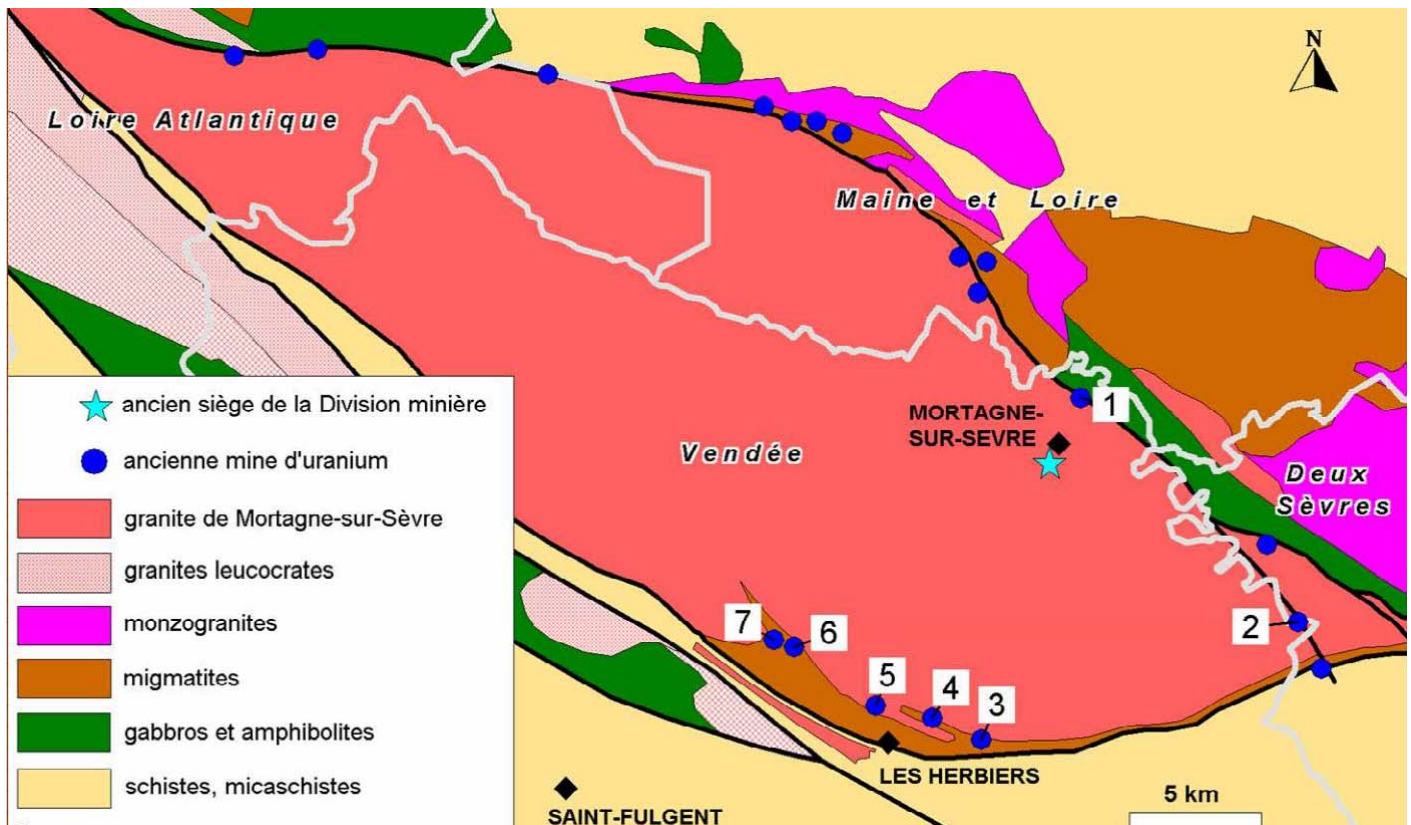 N
Loire Atlantique
Maine et Loire
ancien siège de la Division minière
1
MORTAGNE-
SUR-SEVRE
ancienne mine d'uranium
Vendée
Deux
Sèvres
granite de Mortagne-sur-Sèvre
granites leucocrates
monzogranites
2
7
6
migmatites
5
4
3
gabbros et amphibolites
LES HERBIERS
schistes, micaschistes
5 km
SAINT-FULGENT